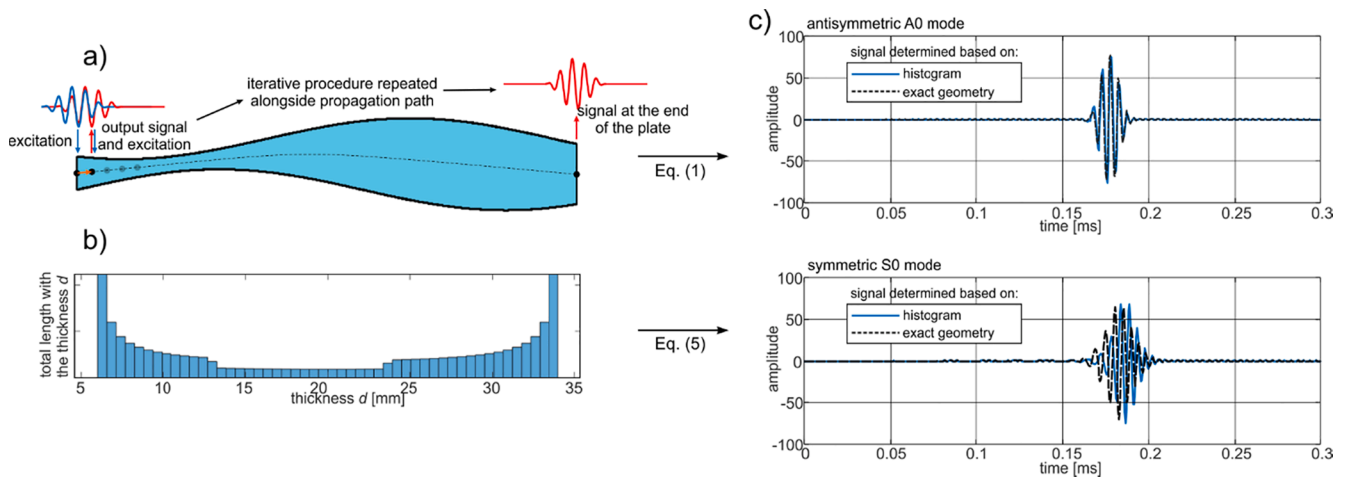 a)
iterative procedure repeated
alongside propagation path
excitation
output signal
and excitation
signal at the end
of the plate
Eq. (1)
b)
total length with
the thickness d
5 10 15 20 25 30 35
thickness d [mm]
Eq. (5)
c)
antisymmetric A0 mode
signal determined based on:
histcgram
exact geometry
amplitude
100
50
0
-50
-100
0 0.05 0.1 0.15 0.2 0.25 0.3
time [ms]
symmetric S0 mode
signal determined based on:
histcgram
exact geometry
amplitude
100
50
0
-50
-100
0 0.05 0.1 0.15 0.2 0.25 0.3
time [ms]